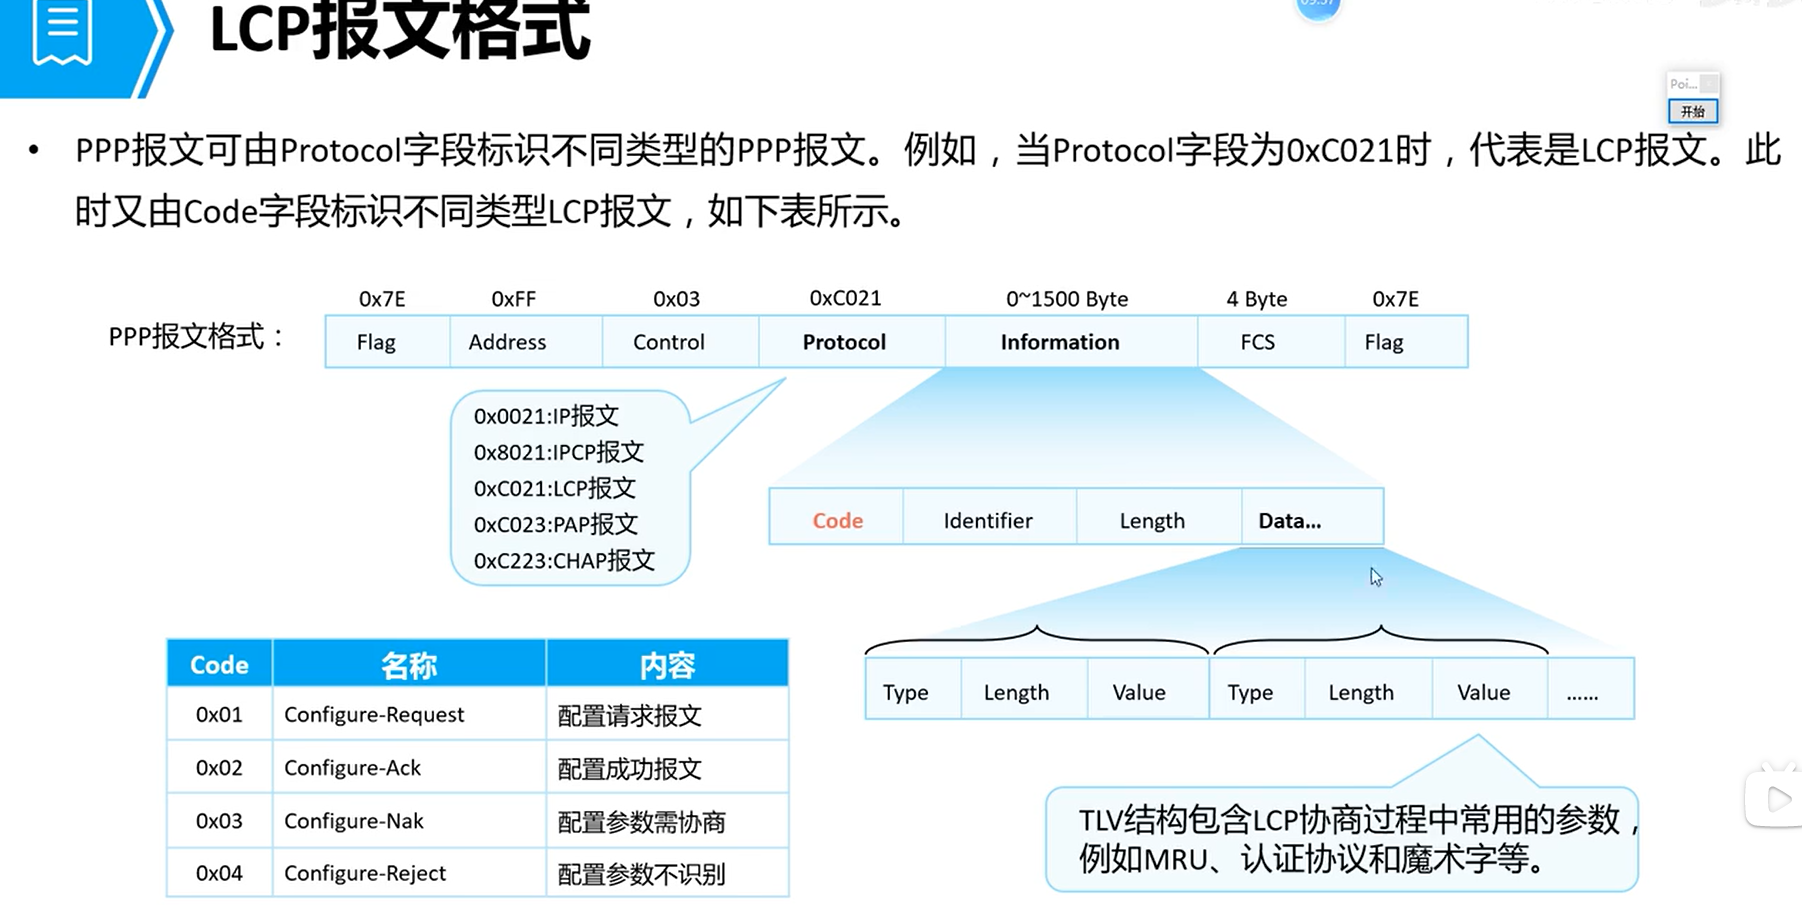 LCP报文格式
Poi...
开始
• PPP报文可由Protocol字段标识不同类型的PPP报文。例如，当Protocol字段为0xC021时，代表是LCP报文。此
时又由Code字段标识不同类型LCP报文，如下表所示。
0x7E 0xFF 0x03 0xC021 0~1500 Byte 4 Byte 0x7E
PPP报文格式： Flag Address Control Protocol Information FCS Flag
0x0021:IP报文
0x8021:IPCP报文
0xC021:LCP报文
0xC023:PAP报文
0xC223:CHAP报文
Code Identifier Length Data...
Type Length Value Type Length Value ......
TLV结构包含LCP协商过程中常用的参数，
例如MRU、认证协议和魔术字等。
Code 名称 内容
0x01 Configure-Request 配置请求报文
0x02 Configure-Ack 配置成功报文
0x03 Configure-Nak 配置参数需协商
0x04 Configure-Reject 配置参数不识别